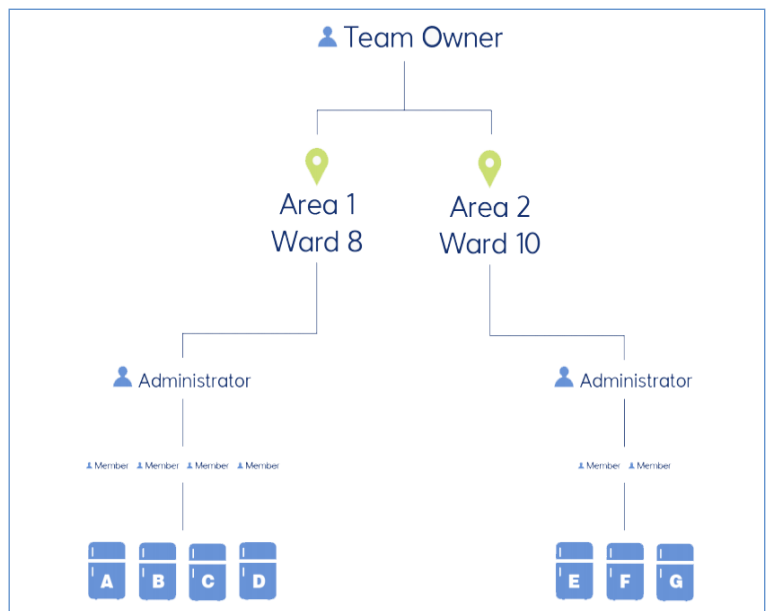 Team Owner
Area 1
Ward 8
Area 2
Ward 10
Administrator
Administrator
Member Member Member Member
Member Member
A B C D
E F G